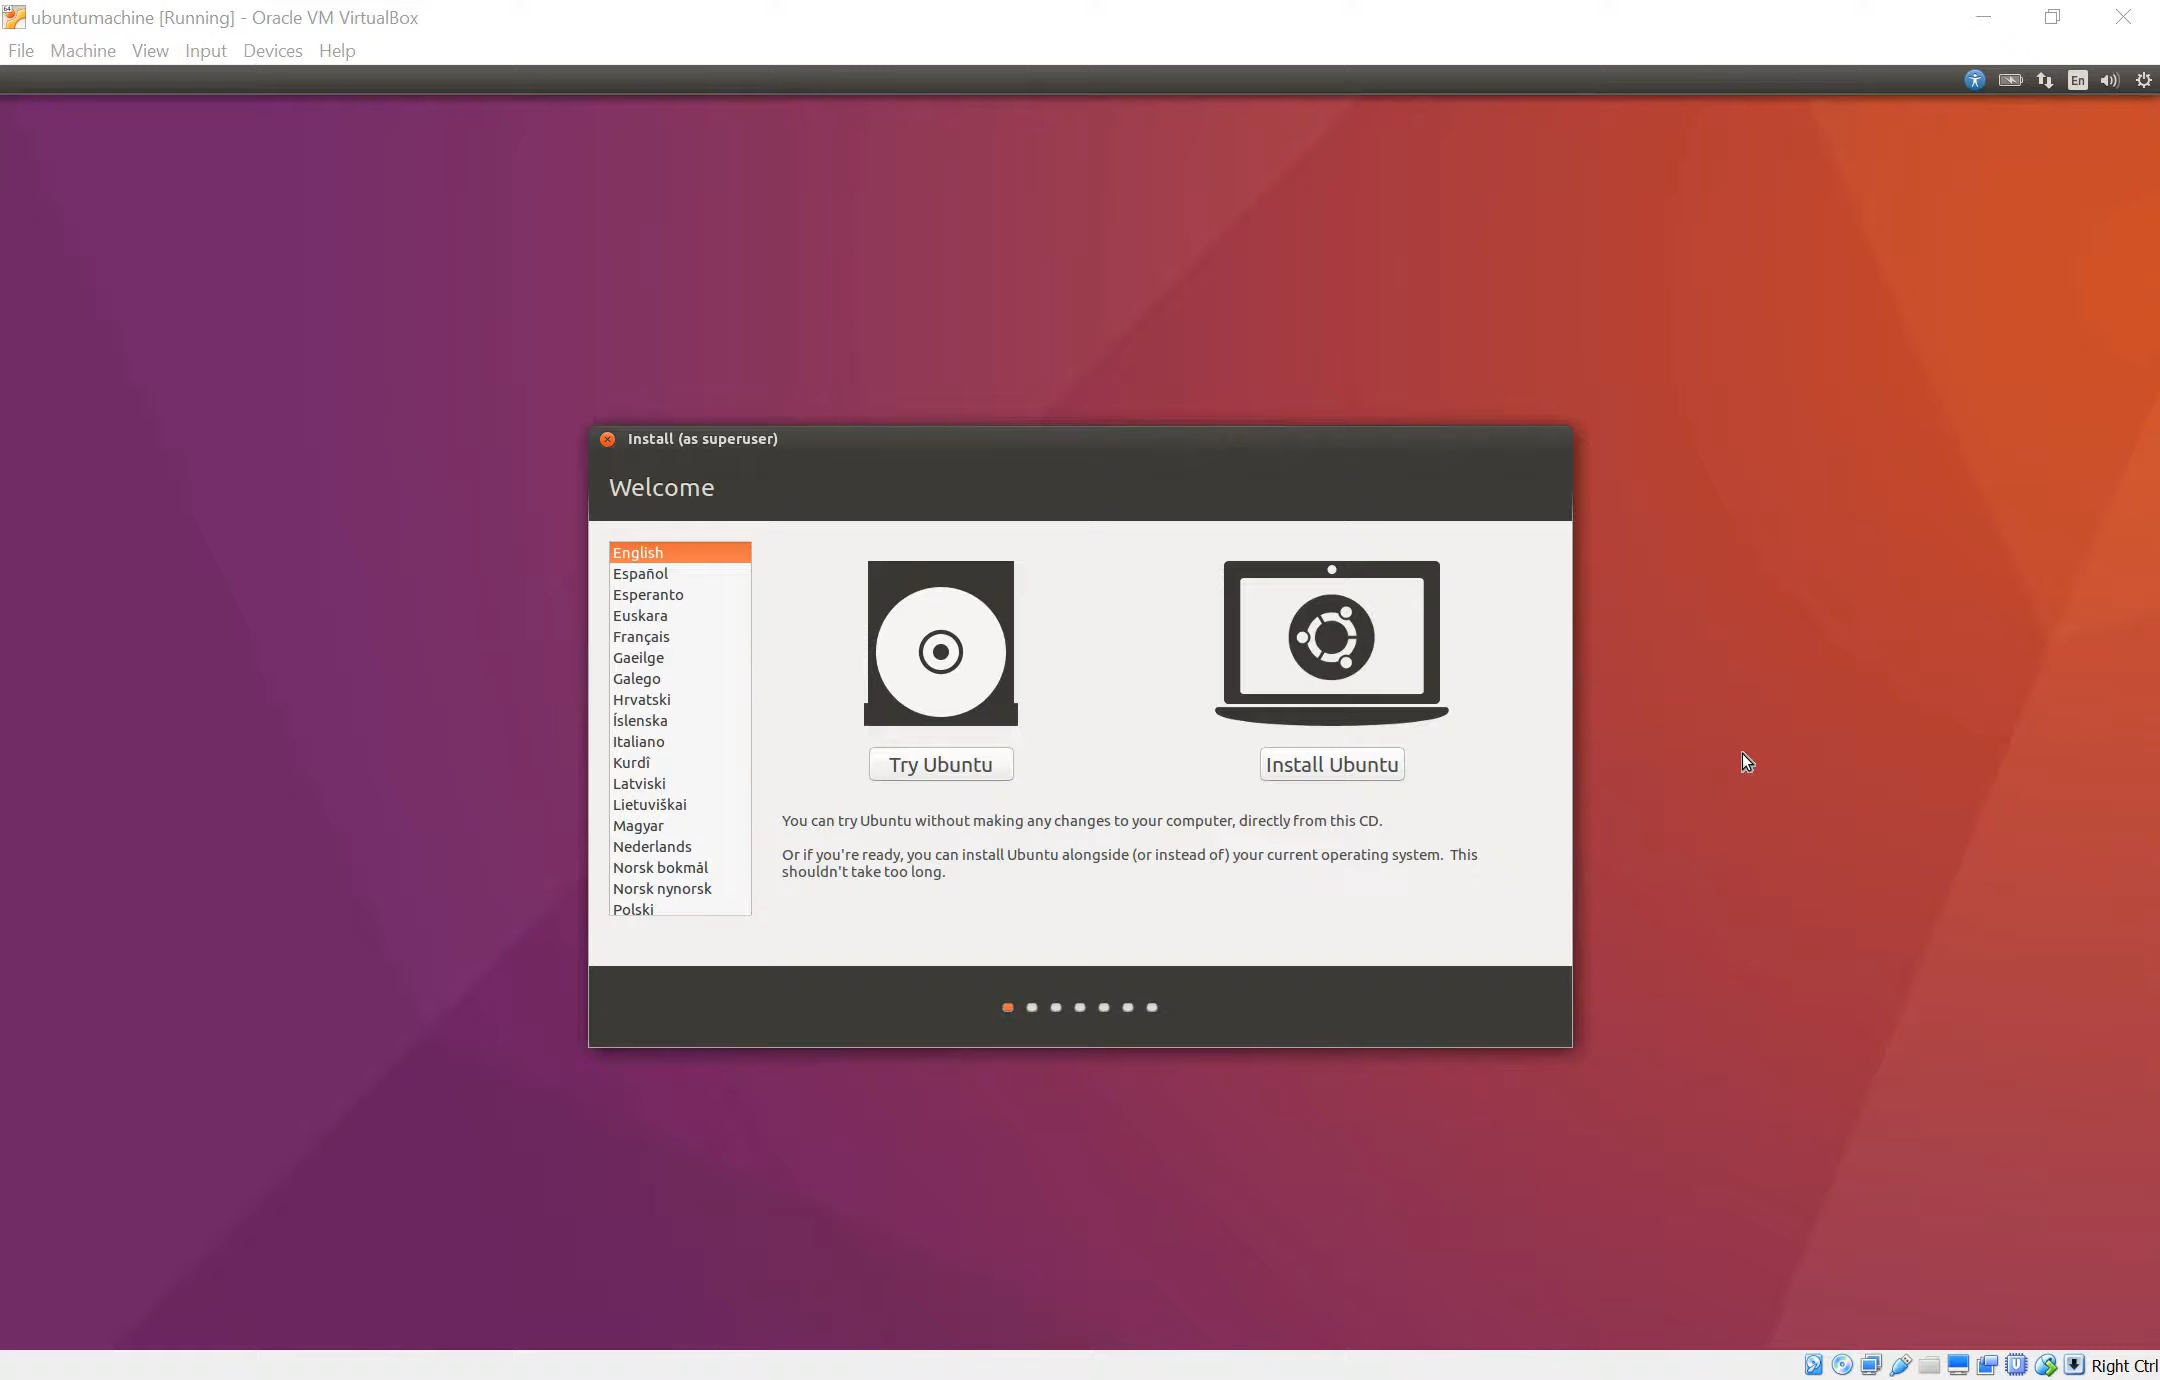 ubuntumachine [Running] - Oracle VM VirtualBox
File Machine View Input Devices Help
En
Install (as superuser)
Welcome
English
Español
Esperanto
Euskara
Français
Gaeilge
Galego
Hrvatski
Íslenska
Italiano
Kurdî
Latviski
Lietuviškai
Magyar
Nederlands
Norsk bokmål
Norsk nynorsk
Polski
Try Ubuntu
Install Ubuntu
You can try Ubuntu without making any changes to your computer, directly from this CD.
Or if you're ready, you can install Ubuntu alongside (or instead of) your current operating system. This
shouldn't take too long.
Right Ctrl